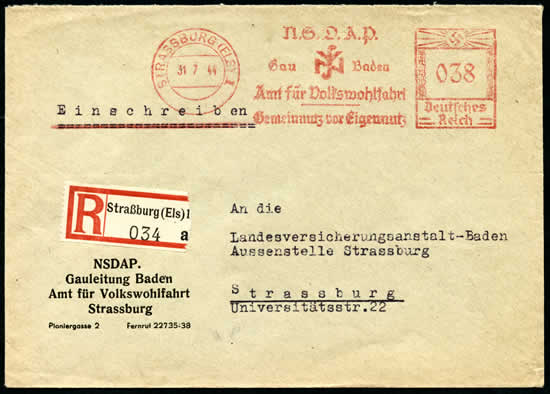 N.S.D.A.P.
STRASSBURG (ELS) 1
31.7.44
Gau Baden
038
Amt für Volkswohlfahrt
Gemeinnutz vor Eigennutz
Deutsches
Reich
Einschreiben
R
Straßburg (Els) 1
034 a
An die
Landesversicherungsanstalt-Baden
Aussenstelle Strassburg
Strassburg
Universitätsstr.22
NSDAP.
Gauleitung Baden
Amt für Volkswohlfahrt
Strassburg
Pioniergasse 2 Fernruf 22735-38